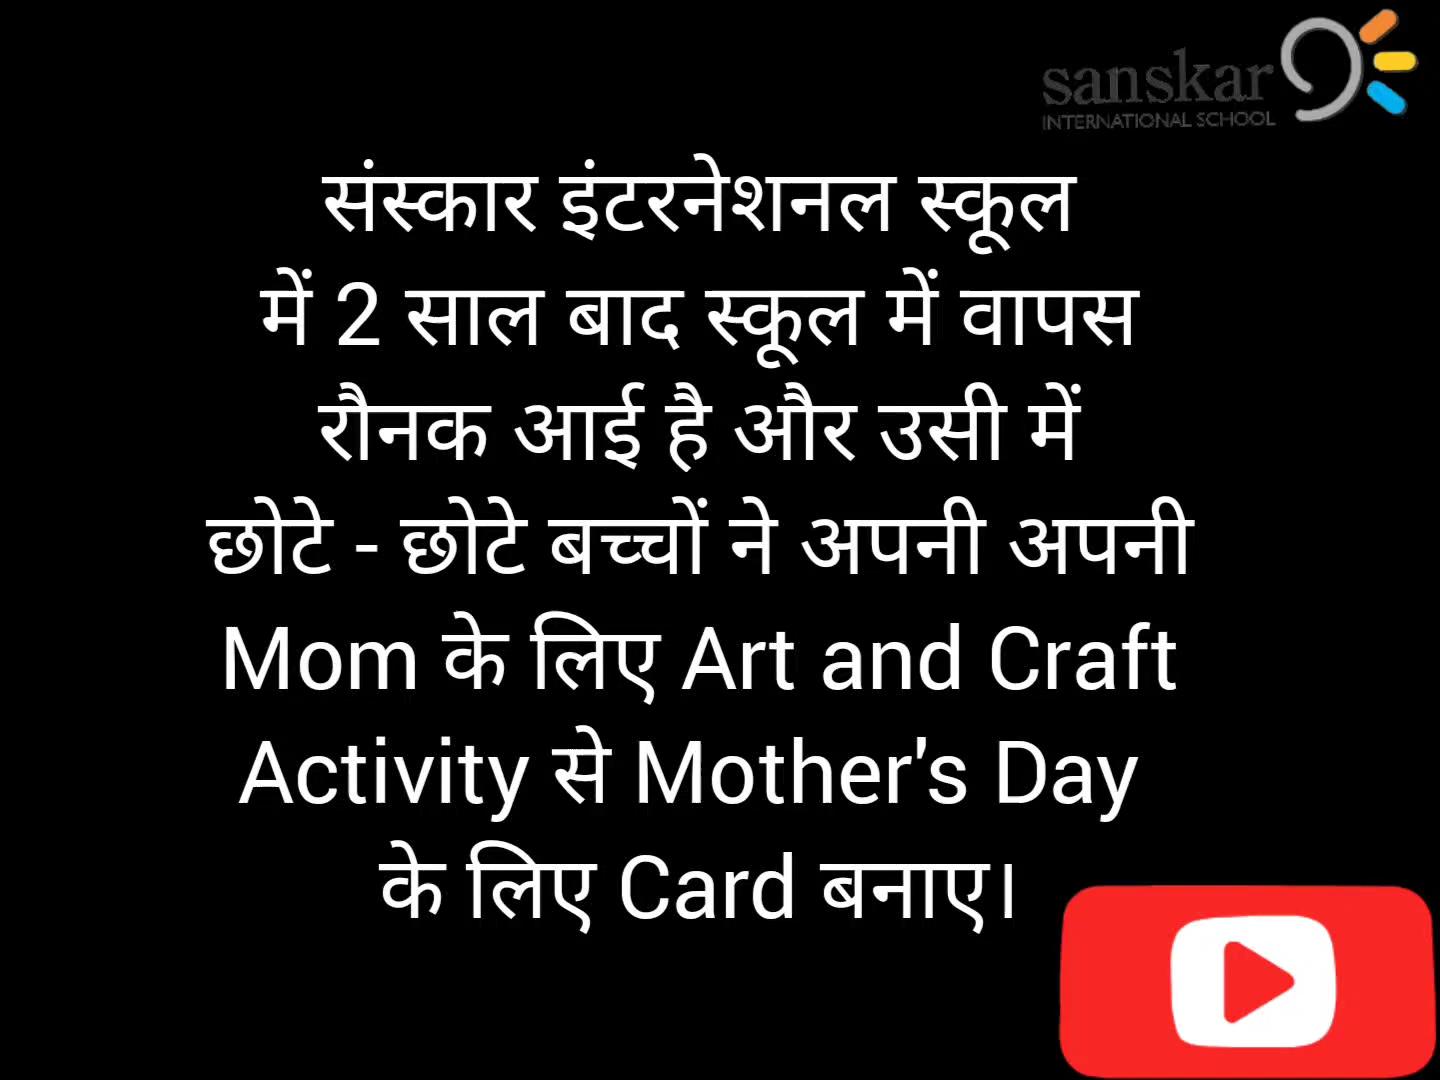 sanskar
INTERNATIONAL SCHOOL
संस्कार इंटरनेशनल स्कूल
में 2 साल बाद स्कूल में वापस
रौनक आई है और उसी में
छोटे - छोटे बच्चों ने अपनी अपनी
Mom के लिए Art and Craft
Activity से Mother's Day
के लिए Card बनाए।